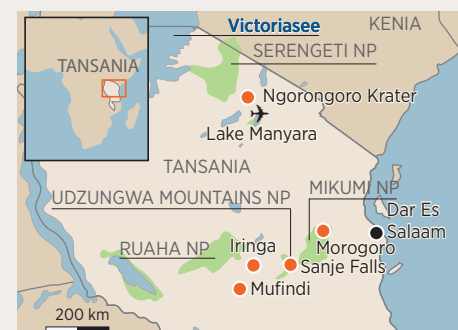 Victoriasee
KENIA
SERENGETI NP
TANSANIA
Ngorongoro Krater
Lake Manyara
TANSANIA
UDZUNGWA MOUNTAINS NP
MIKUMI NP
Dar Es
Salaam
RUAHA NP
Iringa
Morogoro
Sanje Falls
Mufindi
200 km